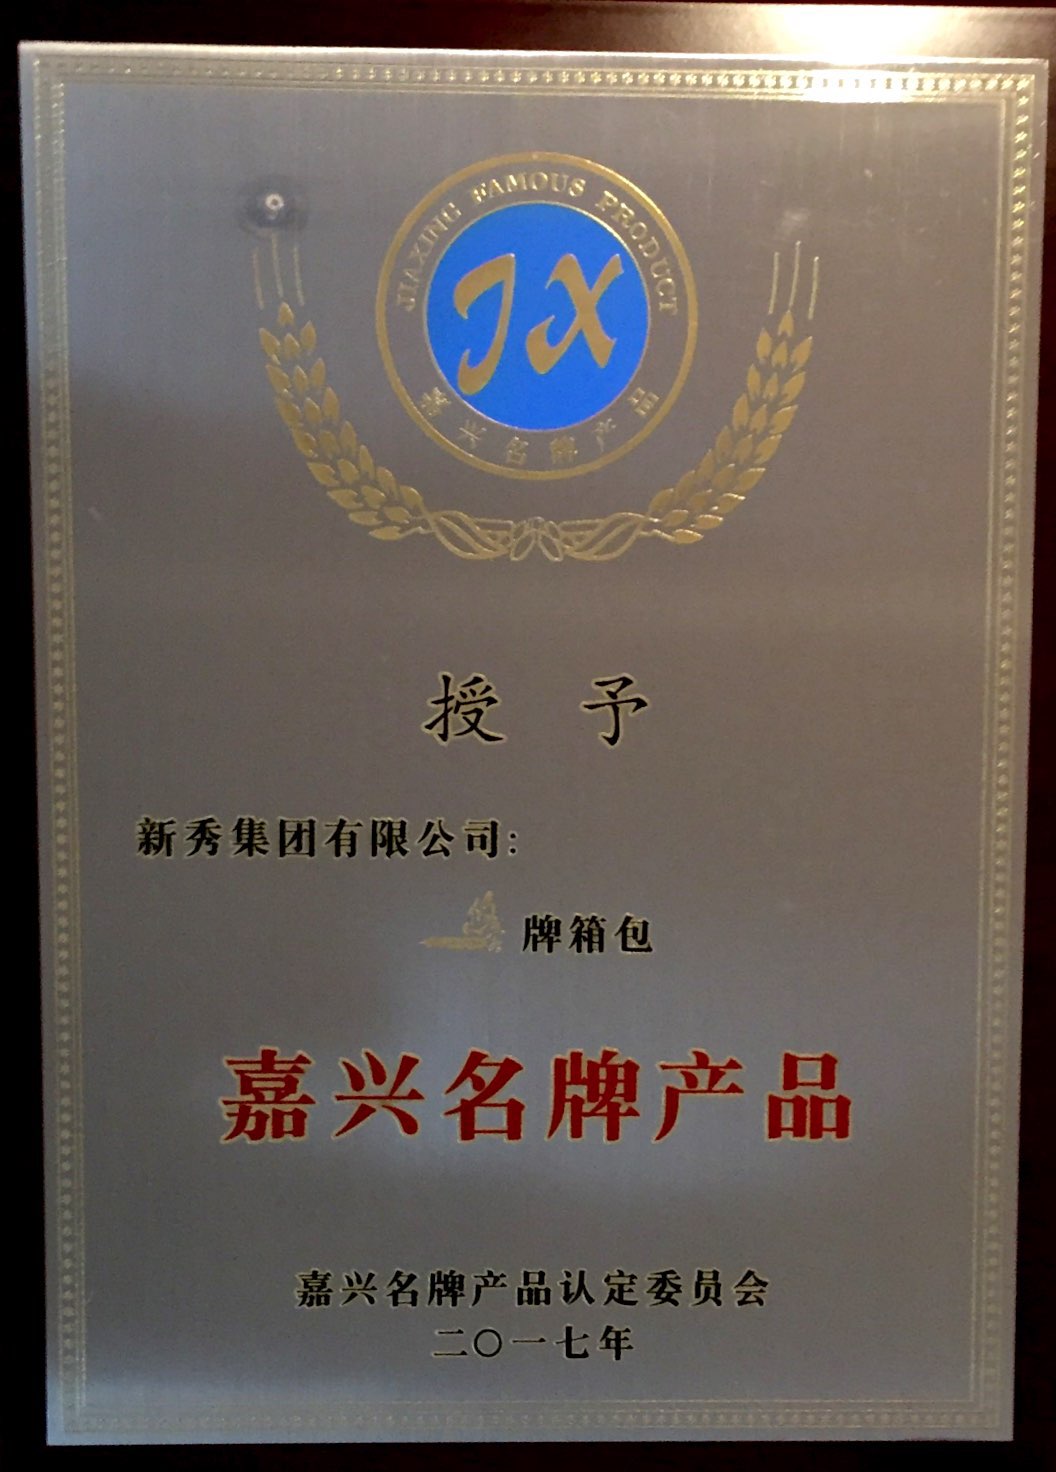 JIAXING FAMOUS PRODUCT
JX
嘉兴名牌产品
授予
新秀集团有限公司:
牌箱包
嘉兴名牌产品
嘉兴名牌产品认定委员会
二〇一七年